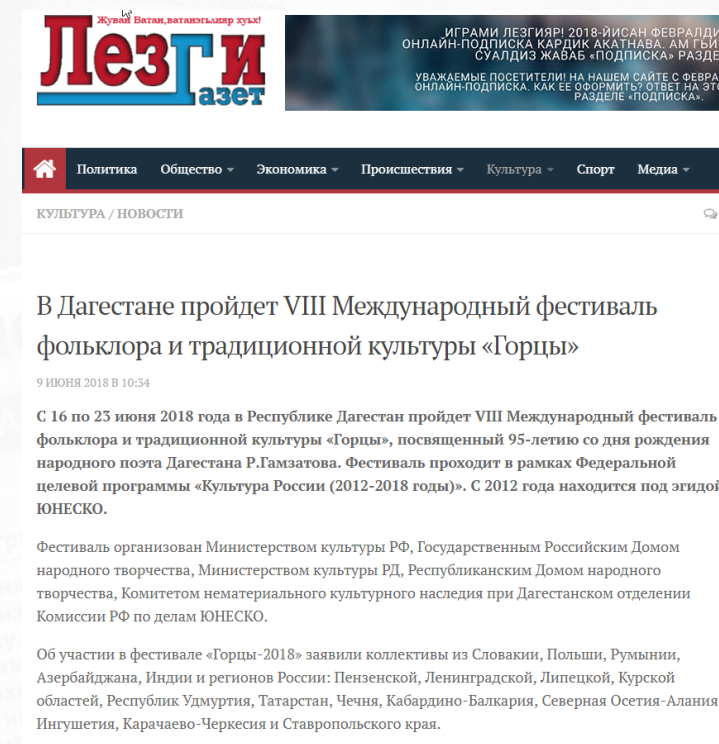 Жуван Ватан,ватанэгьлияр хуьх!
Лезги
азет
ИГРАМИ ЛЕЗГИЯР! 2018-ЙИСАН ФЕВРАЛДИ
ОНЛАЙН-ПОДПИСКА КАРДИК АКАТНАВА. АМ ГЬИ
СУАЛДИЗ ЖАВАБ «ПОДПИСКА» РАЗДЕ
УВАЖАЕМЫЕ ПОСЕТИТЕЛИ! НА НАШЕМ САЙТЕ С ФЕВРА
ОНЛАЙН-ПОДПИСКА. КАК ЕЕ ОФОРМИТЬ? ОТВЕТ НА ЭТО
РАЗДЕЛЕ «ПОДПИСКА».
Политика Общество Экономика Происшествия Культура Спорт Медиа
КУЛЬТУРА / НОВОСТИ
В Дагестане пройдет VIII Международный фестиваль
фольклора и традиционной культуры «Горцы»
9 ИЮНЯ 2018 В 10:34
С 16 по 23 июня 2018 года в Республике Дагестан пройдет VIII Международный фестиваль
фольклора и традиционной культуры «Горцы», посвященный 95-летию со дня рождения
народного поэта Дагестана Р.Гамзатова. Фестиваль проходит в рамках Федеральной
целевой программы «Культура России (2012-2018 годы)». С 2012 года находится под эгидой
ЮНЕСКО.
Фестиваль организован Министерством культуры РФ, Государственным Российским Домом
народного творчества, Министерством культуры РД, Республиканским Домом народного
творчества, Комитетом нематериального культурного наследия при Дагестанском отделении
Комиссии РФ по делам ЮНЕСКО.
Об участии в фестивале «Горцы-2018» заявили коллективы из Словакии, Польши, Румынии,
Азербайджана, Индии и регионов России: Пензенской, Ленинградской, Липецкой, Курской
областей, Республик Удмуртия, Татарстан, Чечня, Кабардино-Балкария, Северная Осетия-Алания
Ингушетия, Карачаево-Черкесия и Ставропольского края.